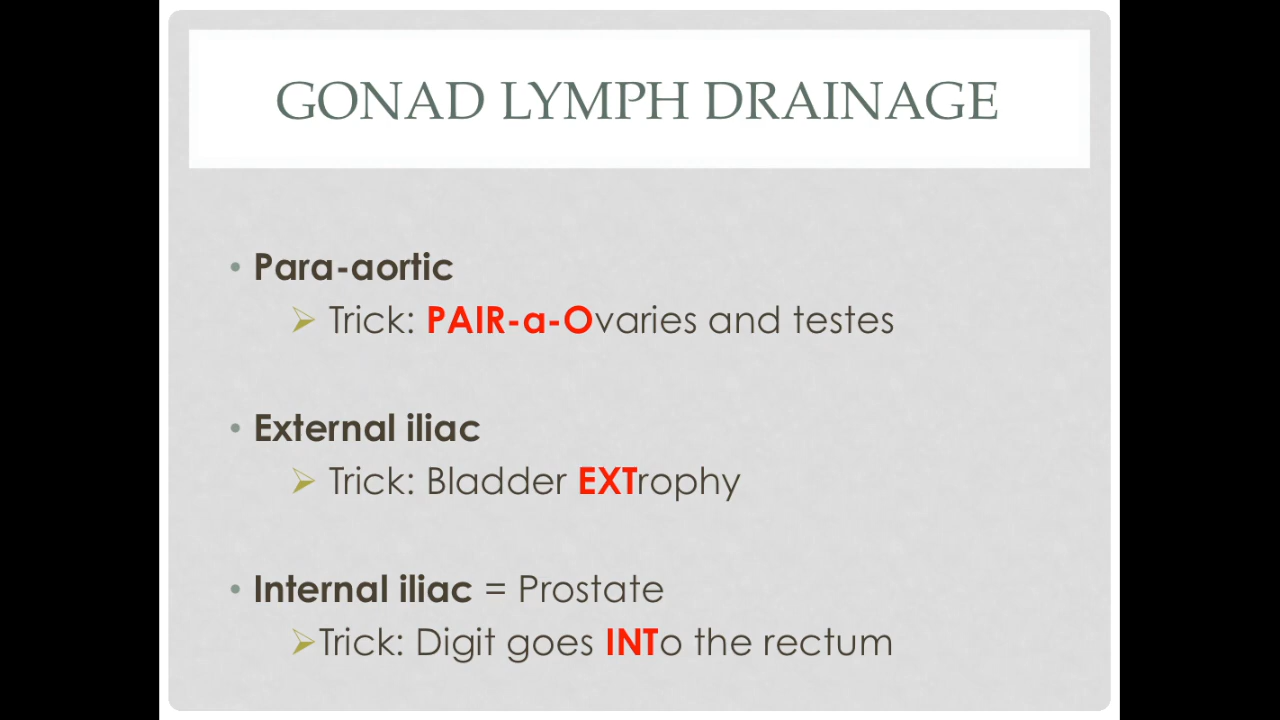 GONAD LYMPH DRAINAGE
• Para-aortic
➢ Trick: PAIR-a-Ovaries and testes
• External iliac
➢ Trick: Bladder EXTrophy
• Internal iliac = Prostate
➢Trick: Digit goes INTo the rectum